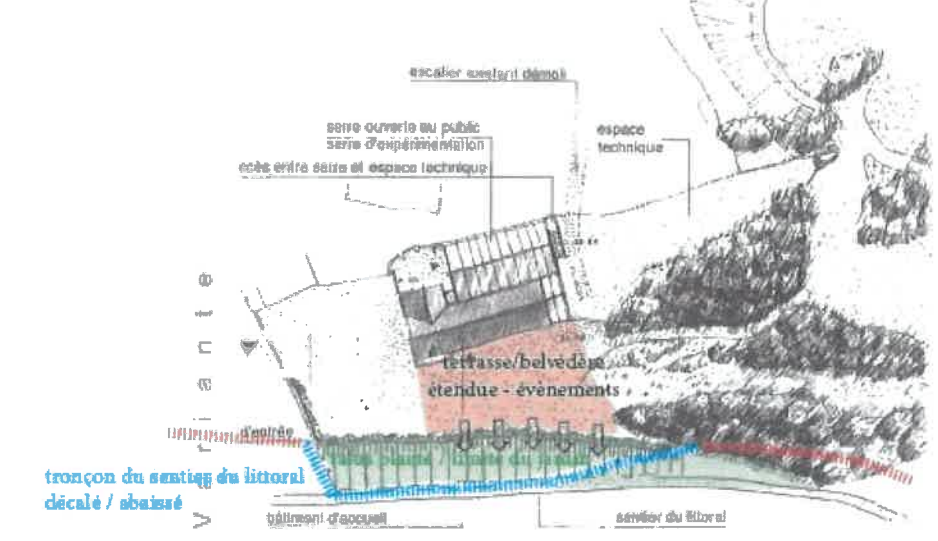 escalier existant démoli
serre ouverte au public
serre d'expérimentation
espace
technique
accès entre serre et espace technique
variante
terrasse/belvédère
étendue - évènements
d'entrée
tronçon du sentier du littoral
décalé / abaissé
bâtiment d'accueil
sentier du littoral